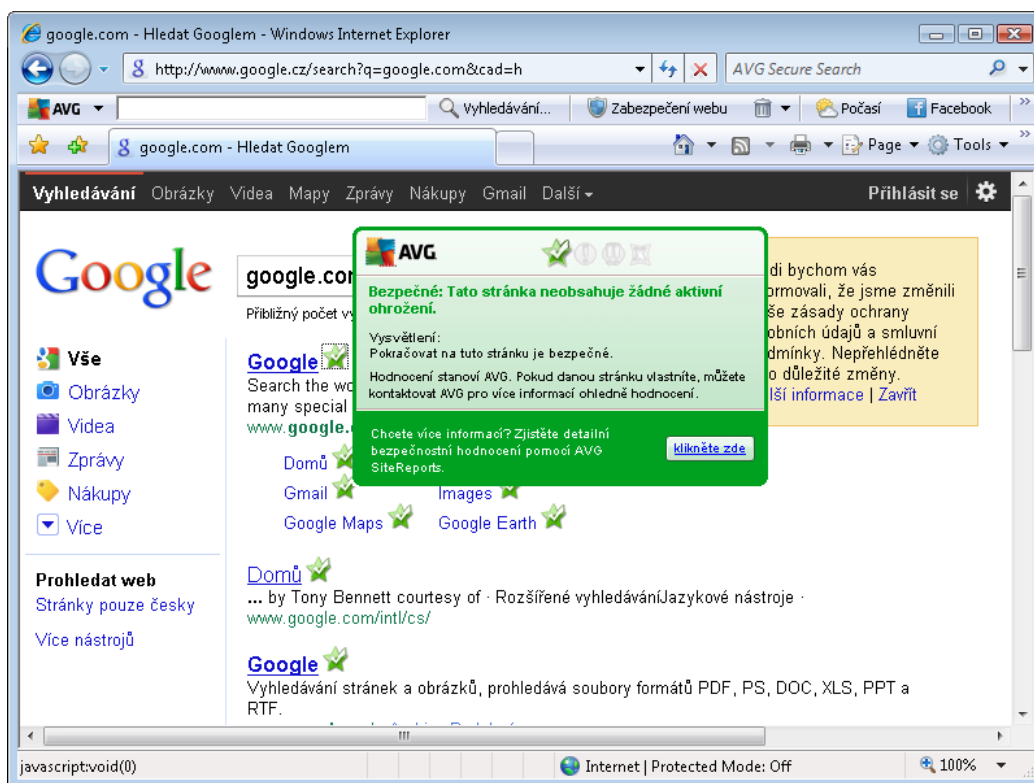 google.com - Hledat Googlem - Windows Internet Explorer
http://www.google.cz/search?q=google.com&cad=h
AVG Secure Search
AVG
Vyhledávání...
Zabezpečení webu
Počasí
Facebook
google.com - Hledat Googlem
Page
Tools
Vyhledávání Obrázky Videa Mapy Zprávy Nákupy Gmail Další
Přihlásit se
Google
google.co
AVG
Bezpečné: Tato stránka neobsahuje žádné aktivní
ohrožení.
Vysvětlení:
Pokračovat na tuto stránku je bezpečné.
Hodnocení stanoví AVG. Pokud danou stránku vlastníte, můžete
kontaktovat AVG pro více informací ohledně hodnocení.
Chcete více informací? Zjistěte detailní
bezpečnostní hodnocení pomocí AVG
SiteReports.
klikněte zde
di bychom vás
ormovali, že jsme změnili
še zásady ochrany
obních údajů a smluvní
dmínky. Nepřehlédněte
o důležité změny.
lší informace | Zavřít
Přibližný počet
Vše
Obrázky
Videa
Zprávy
Nákupy
Více
Prohledat web
Stránky pouze česky
Více nástrojů
Google
Search the wo
many special
www.google.
Domů
Gmail
Images
Google Maps
Google Earth
Domů
... by Tony Bennett courtesy of · Rozšířené vyhledáváníJazykové nástroje ·
www.google.com/intl/cs/
Google
Vyhledávání stránek a obrázků, prohledává soubory formátů PDF, PS, DOC, XLS, PPT a
RTF.
javascript:void(0)
Internet | Protected Mode: Off
100%